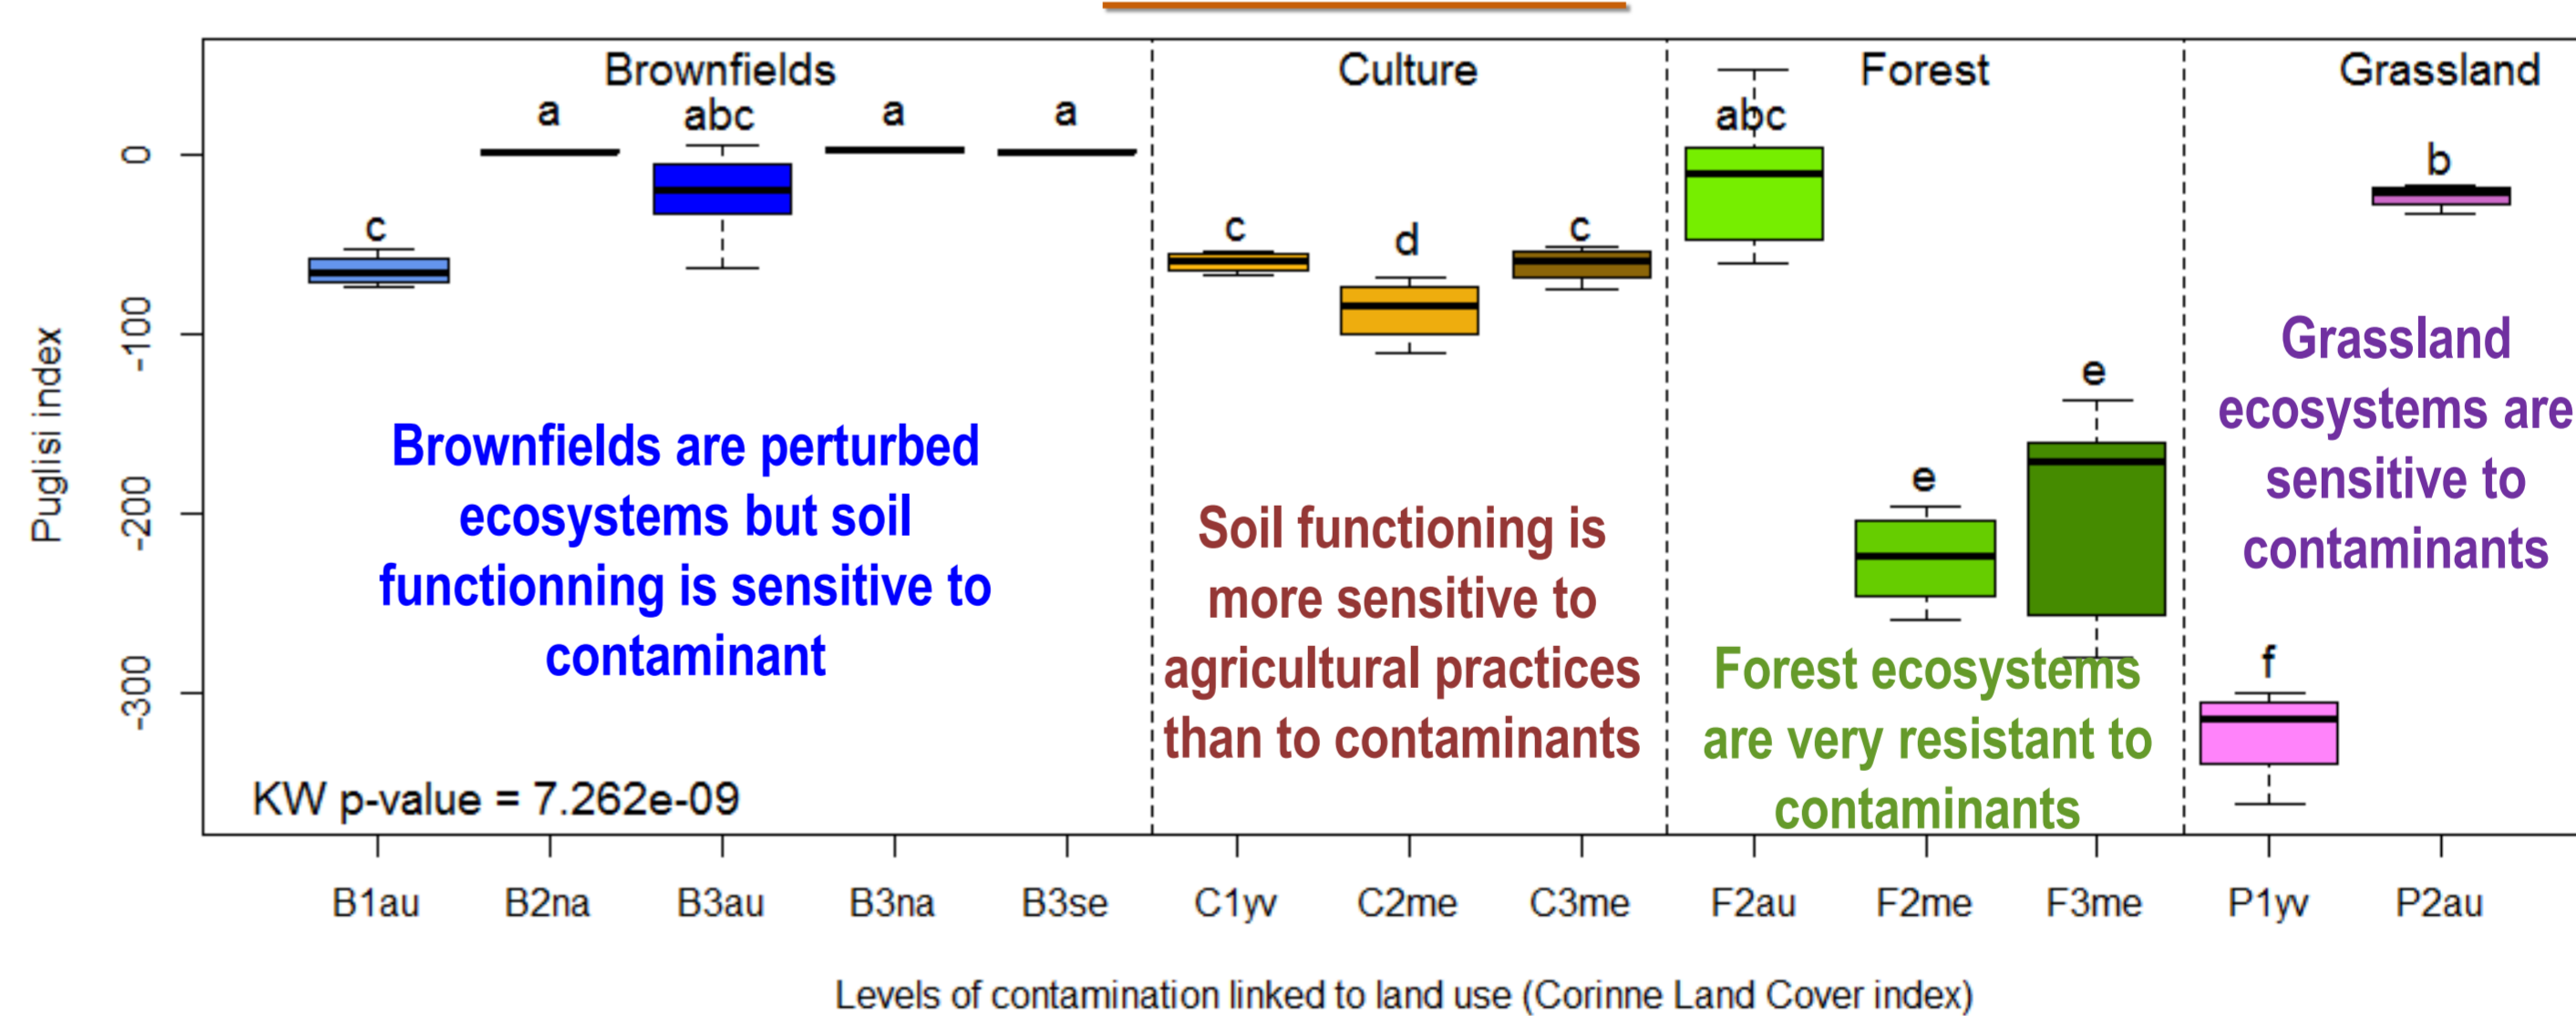 Brownfields
Culture
Forest
Grassland
a
abc
a
a
abc
b
c
c
d
c
0
-100
-200
-300
Puglisi index
e
e
f
Brownfields are perturbed
ecosystems but soil
functionning is sensitive to
contaminant
Soil functioning is
more sensitive to
agricultural practices
than to contaminants
Forest ecosystems
are very resistant to
contaminants
Grassland
ecosystems are
sensitive to
contaminants
KW p-value = 7.262e-09
B1au B2na B3au B3na B3se C1yv C2me C3me F2au F2me F3me P1yv P2au
Levels of contamination linked to land use (Corinne Land Cover index)